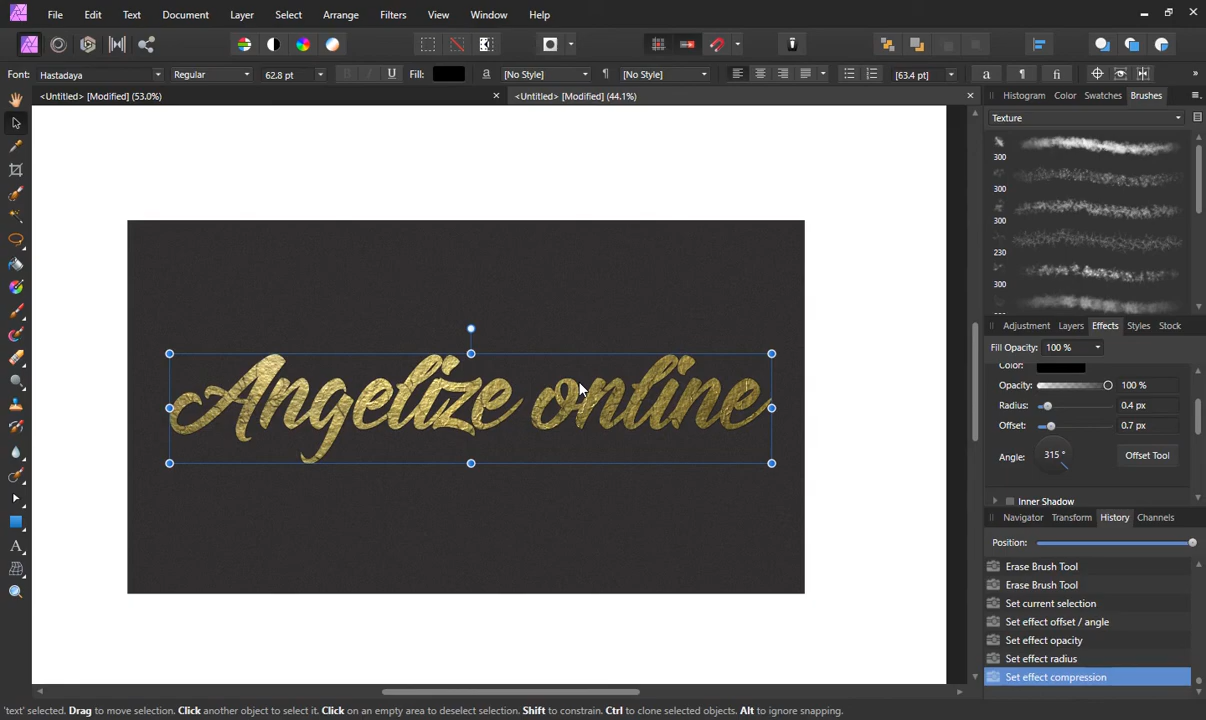 File Edit Text Document Layer Select Arrange Filters View Window Help
Font: Hastadaya Regular 62.8 pt B I U Fill: a [No Style] ¶ [No Style] [63.4 pt] a ¶ fi »
<Untitled> [Modified] (53.0%) <Untitled> [Modified] (44.1%)
Histogram Color Swatches Brushes
Texture
300
300
300
230
300
Adjustment Layers Effects Styles Stock
Fill Opacity: 100 %
Color:
Opacity: 100 %
Radius: 0.4 px
Offset: 0.7 px
Angle: 315 ° Offset Tool
Inner Shadow
Angelize online
Navigator Transform History Channels
Position:
Erase Brush Tool
Erase Brush Tool
Set current selection
Set effect offset / angle
Set effect opacity
Set effect radius
Set effect compression
'text' selected. Drag to move selection. Click another object to select it. Click on an empty area to deselect selection. Shift to constrain. Ctrl to clone selected objects. Alt to ignore snapping.